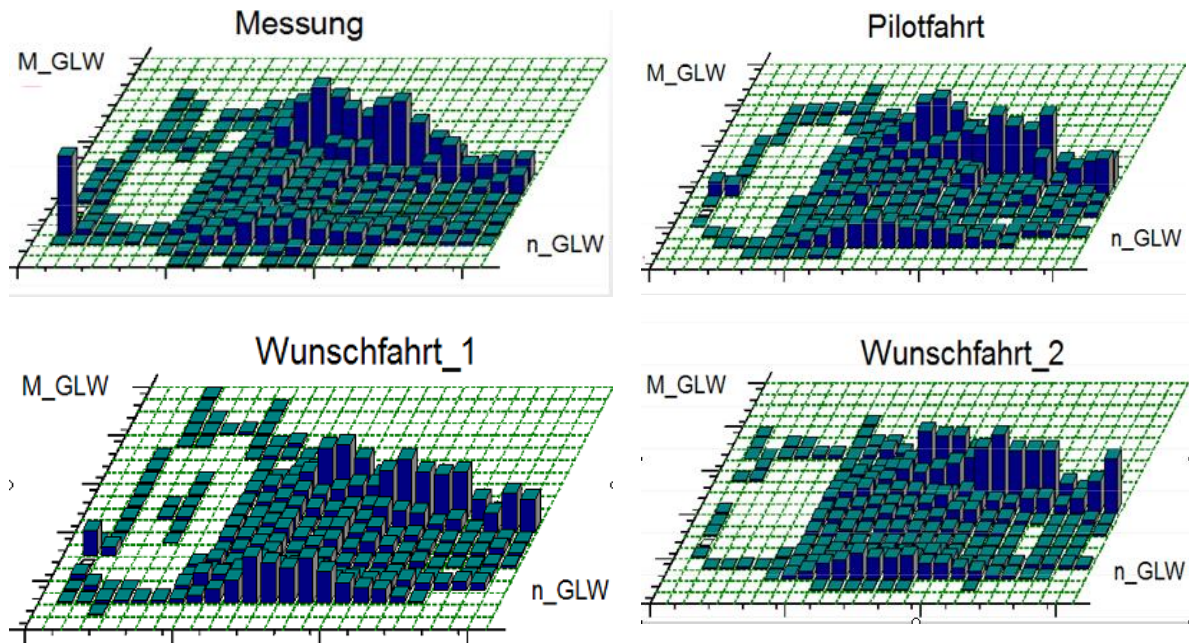 Messung
M_GLW
n_GLW
Pilotfahrt
M_GLW
n_GLW
Wunschfahrt_1
M_GLW
n_GLW
Wunschfahrt_2
M_GLW
n_GLW